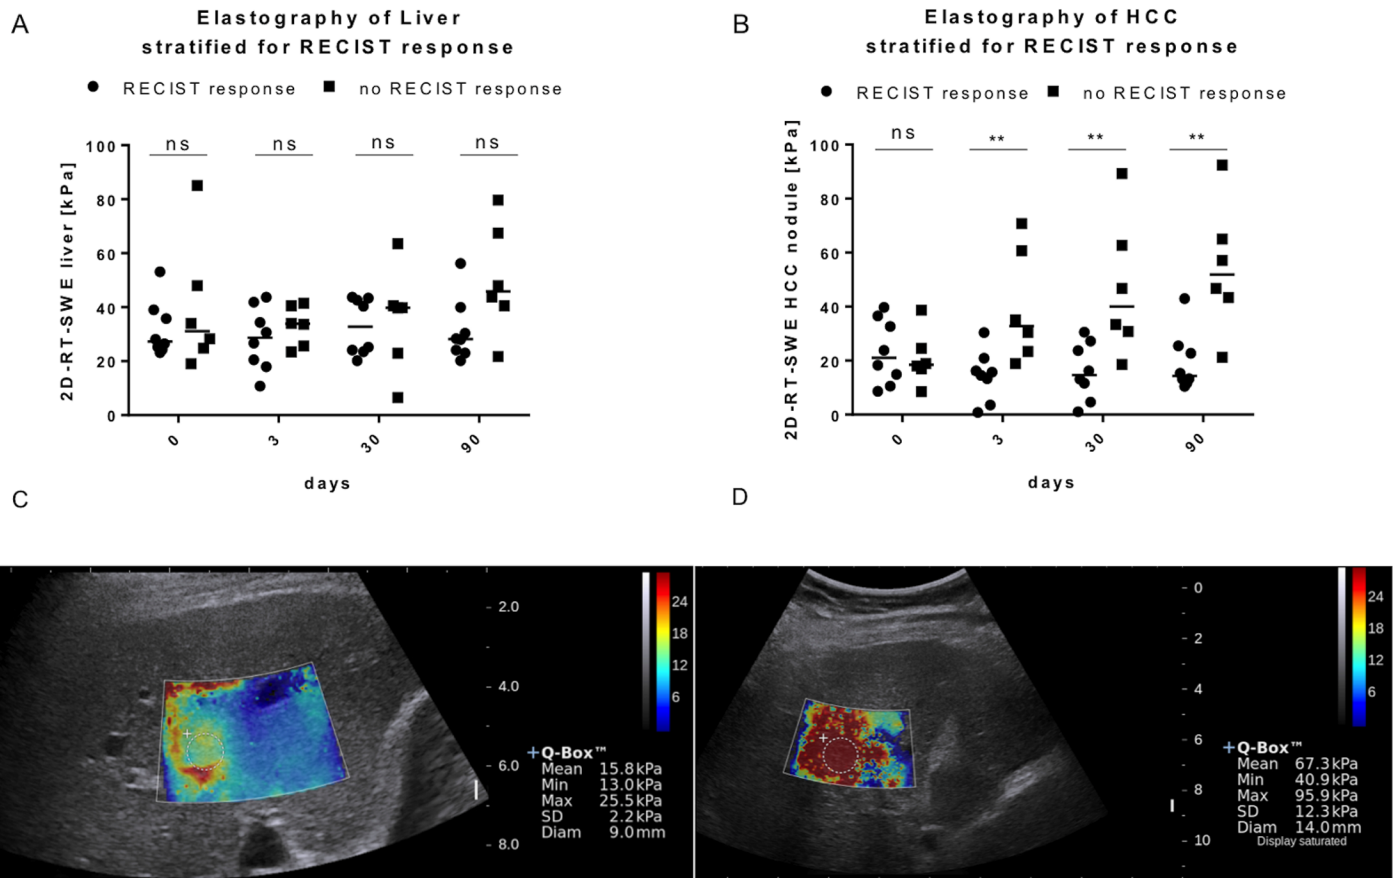 A
Elastography of Liver
stratified for RECIST response
RECIST response
no RECIST response
2D-RT-SWE liver [kPa]
100
80
60
40
20
0
ns
ns
ns
ns
0
3
30
90
days
B
Elastography of HCC
stratified for RECIST response
RECIST response
no RECIST response
2D-RT-SWE HCC nodule [kPa]
100
80
60
40
20
0
ns
**
**
**
0
3
30
90
days
C
2.0
4.0
6.0
8.0
24
18
12
6
+Q-Box™
Mean 15.8kPa
Min 13.0kPa
Max 25.5kPa
SD 2.2kPa
Diam 9.0mm
D
0
2
4
6
8
10
24
18
12
6
+Q-Box™
Mean 67.3kPa
Min 40.9kPa
Max 95.9kPa
SD 12.3kPa
Diam 14.0mm
Display saturated